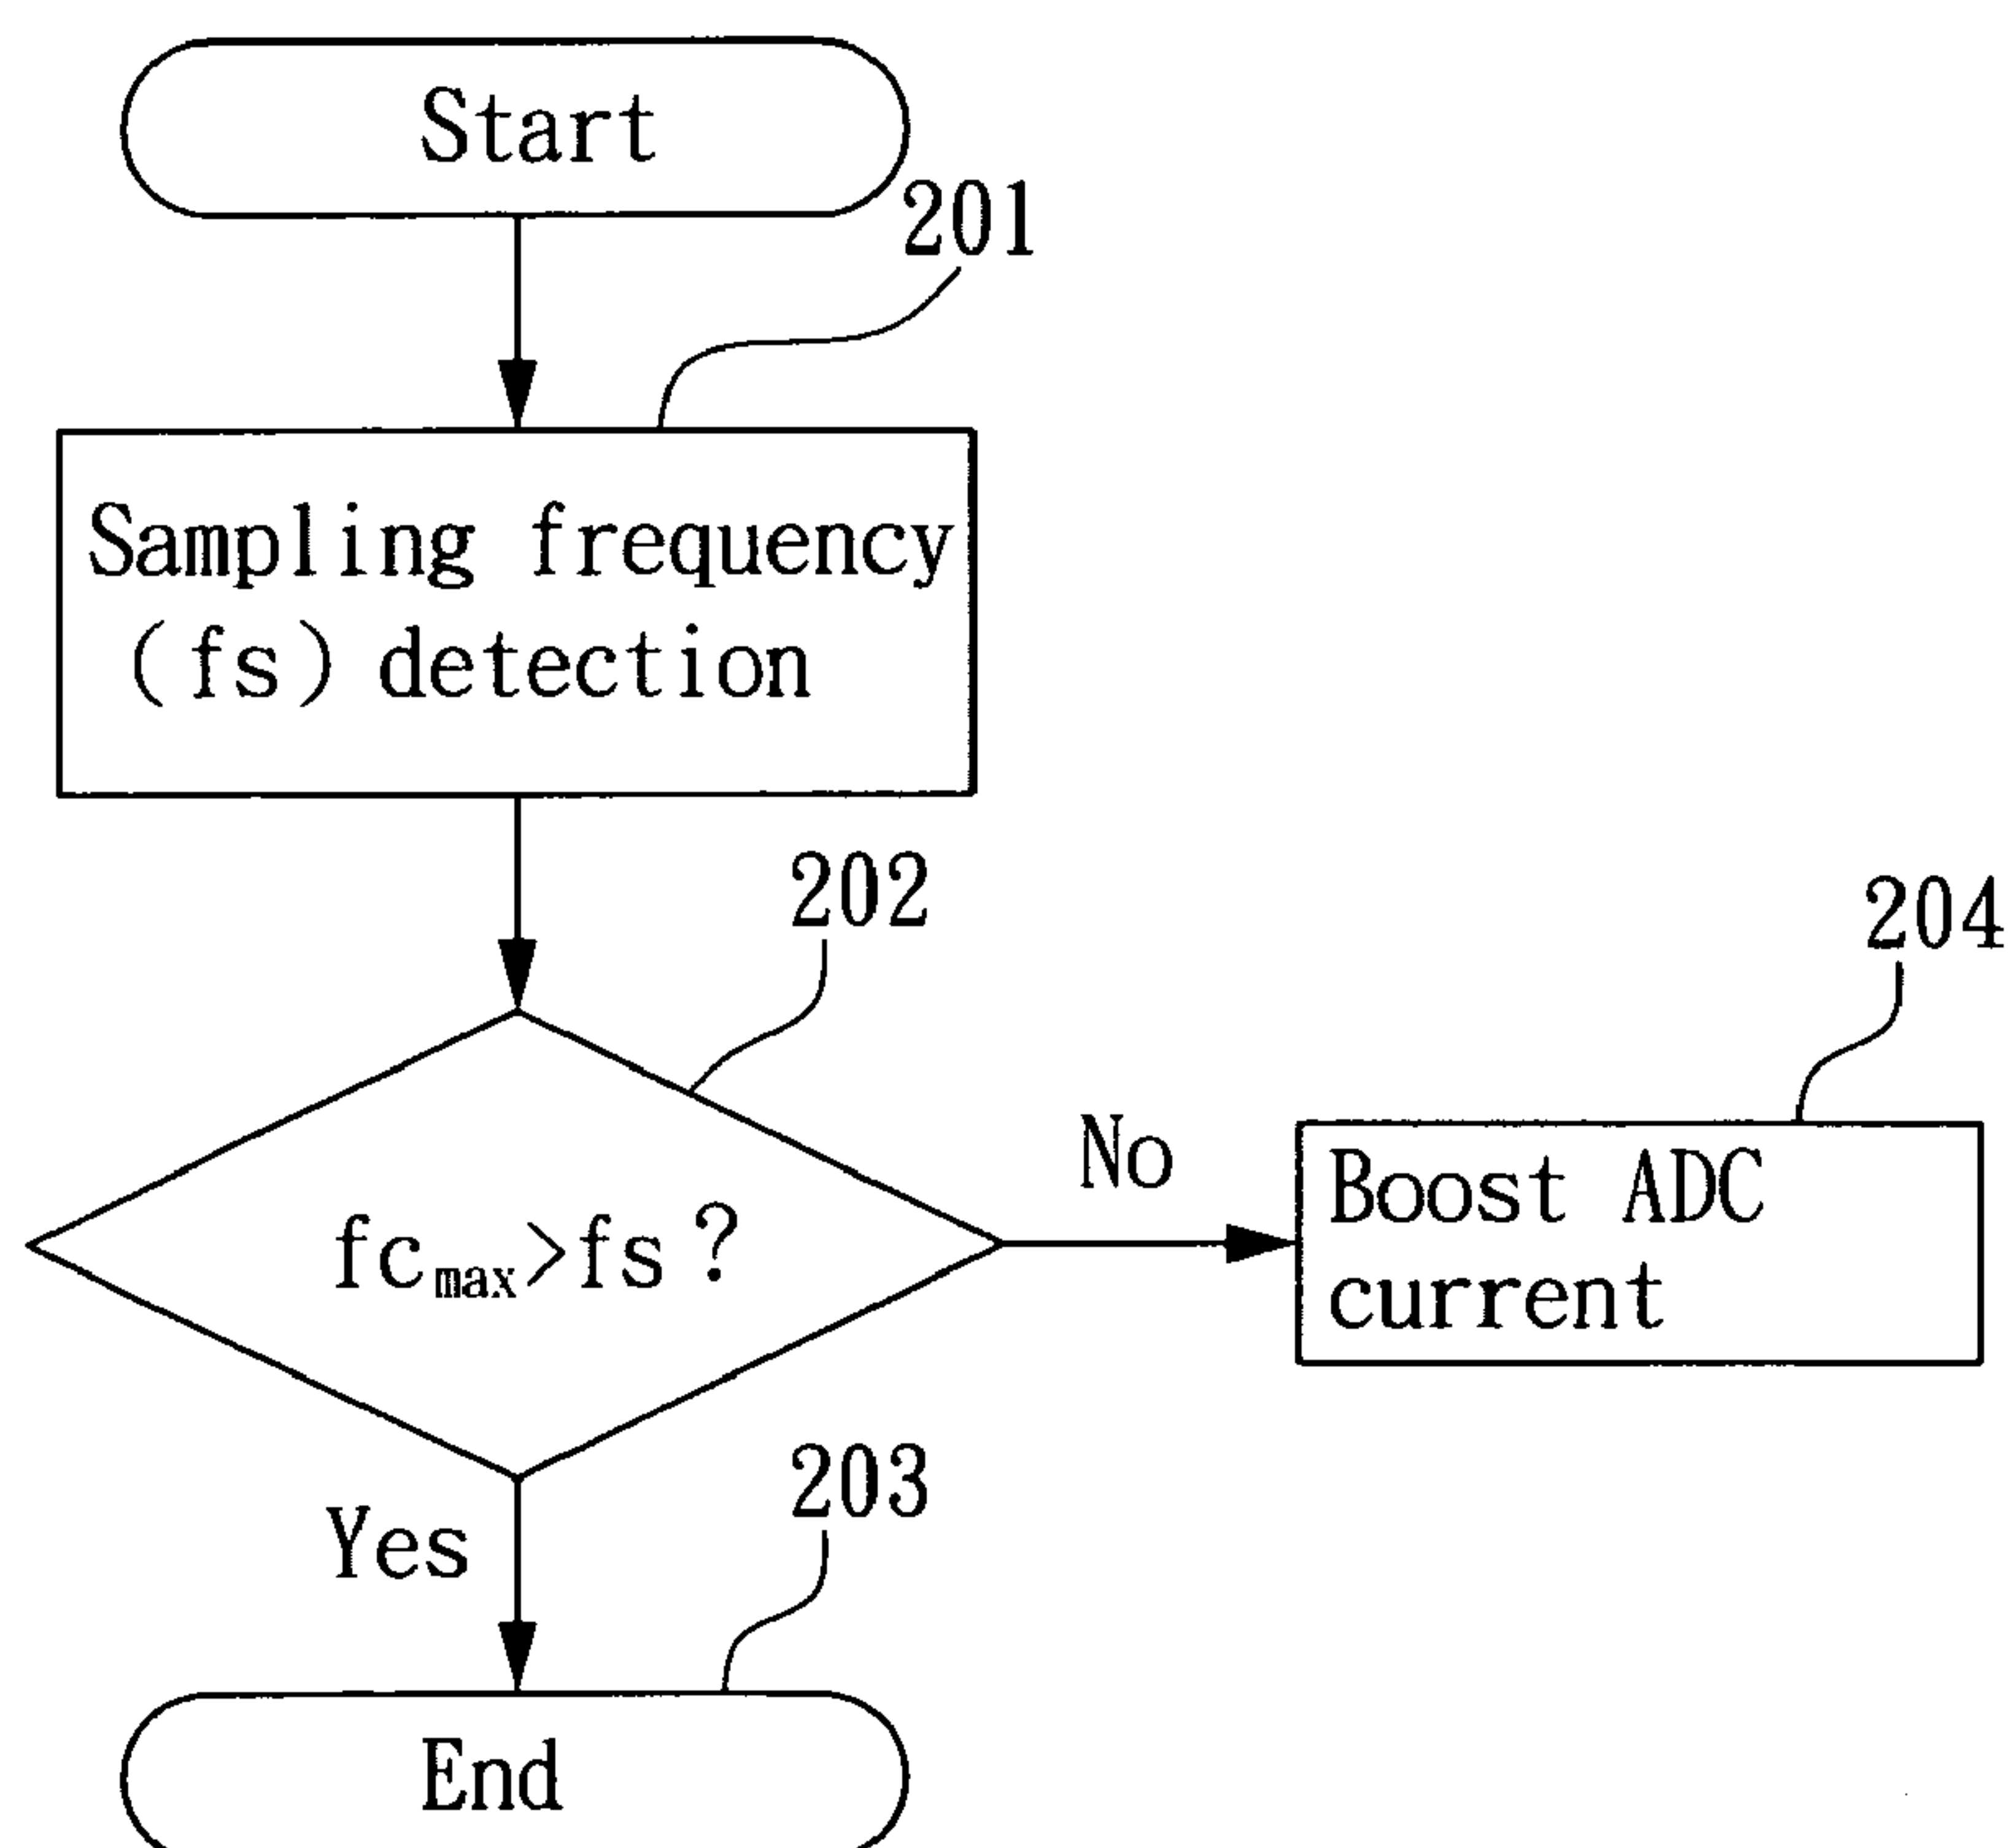 Start
201
Sampling frequency
(fs) detection
202
204
fcmax>fs?
No
Boost ADC
current
Yes
203
End